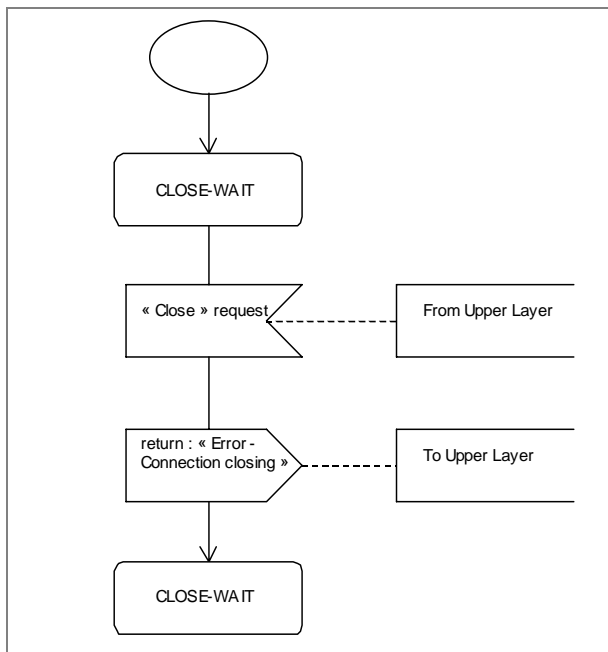 CLOSE-WAIT
« Close » request
From Upper Layer
return : « Error -
Connection closing »
To Upper Layer
CLOSE-WAIT